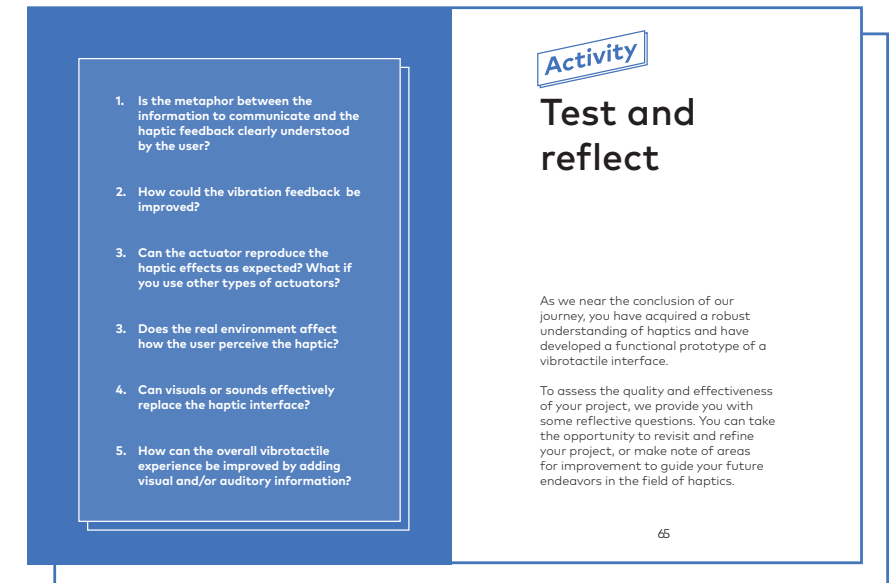 1. Is the metaphor between the
information to communicate and the
haptic feedback clearly understood
by the user?
2. How could the vibration feedback be
improved?
3. Can the actuator reproduce the
haptic effects as expected? What if
you use other types of actuators?
3. Does the real environment affect
how the user perceive the haptic?
4. Can visuals or sounds effectively
replace the haptic interface?
5. How can the overall vibrotactile
experience be improved by adding
visual and/or auditory information?
Activity
Test and
reflect
As we near the conclusion of our
journey, you have acquired a robust
understanding of haptics and have
developed a functional prototype of a
vibrotactile interface.
To assess the quality and effectiveness
of your project, we provide you with
some reflective questions. You can take
the opportunity to revisit and refine
your project, or make note of areas
for improvement to guide your future
endeavors in the field of haptics.
65